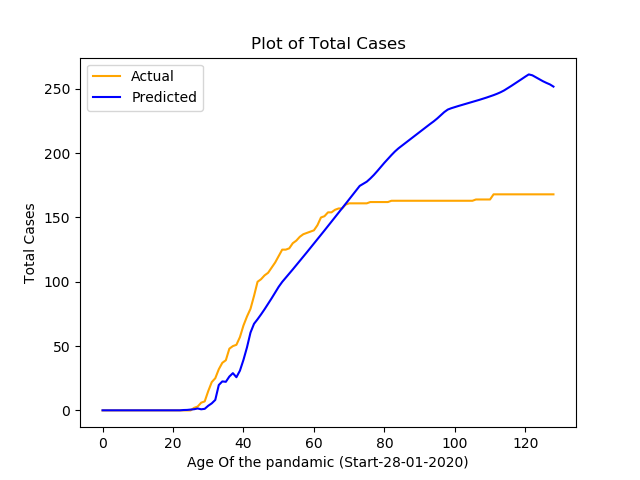 Plot of Total Cases
Actual
Predicted
250
200
150
100
50
0
Total Cases
0 20 40 60 80 100 120
Age Of the pandamic (Start-28-01-2020)